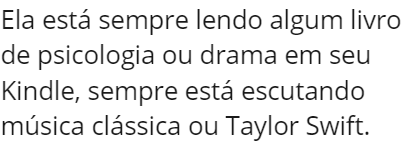 Ela está sempre lendo algum livro
de psicologia ou drama em seu
Kindle, sempre está escutando
música clássica ou Taylor Swift.